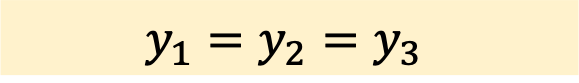 y₁ = y₂ = y₃